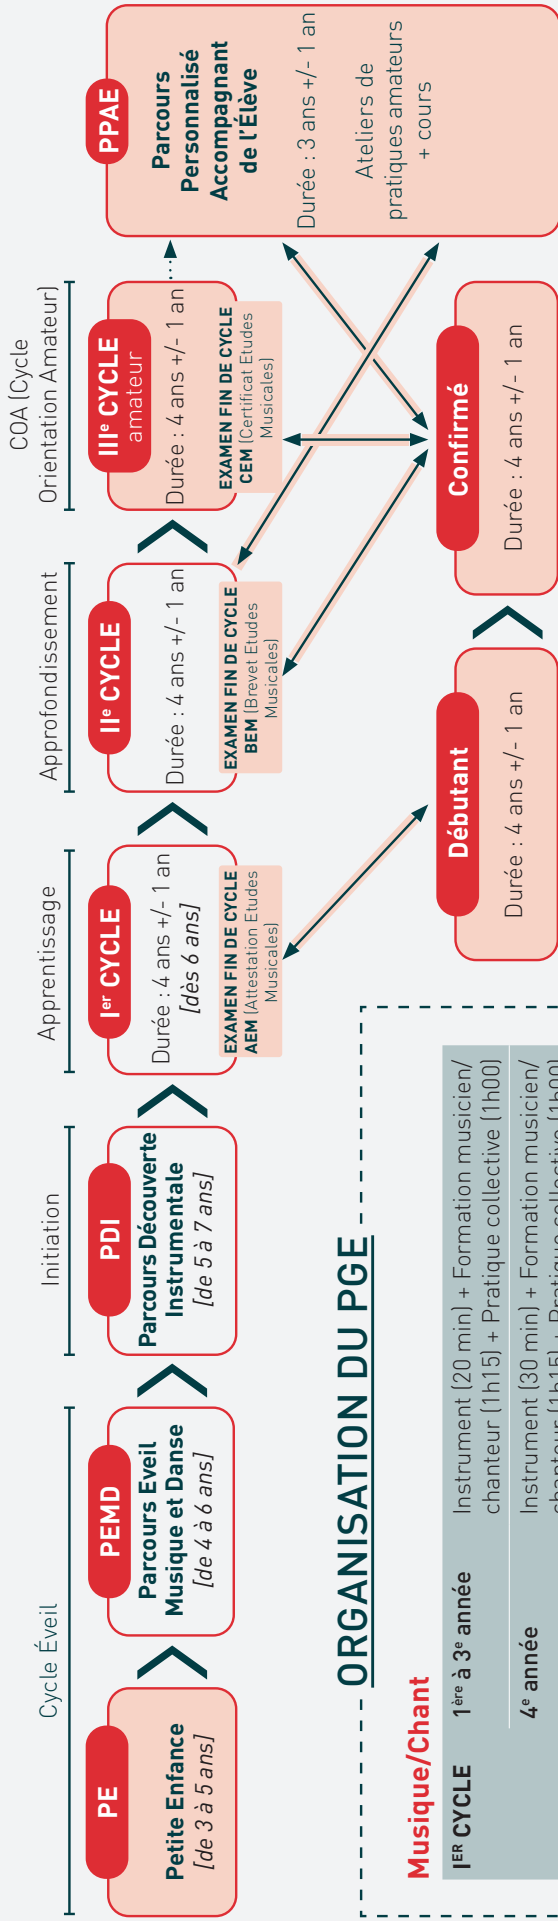 Cycle Éveil
PE
Petite Enfance
[de 3 à 5 ans]
PEMD
Parcours Eveil
Musique et Danse
[de 4 à 6 ans]
Initiation
PDI
Parcours Découverte
Instrumentale
[de 5 à 7 ans]
Apprentissage
Ier CYCLE
Durée : 4 ans +/- 1 an
[dès 6 ans]
EXAMEN FIN DE CYCLE
AEM (Attestation Etudes
Musicales)
Approfondissement
IIe CYCLE
Durée : 4 ans +/- 1 an
EXAMEN FIN DE CYCLE
BEM (Brevet Etudes
Musicales)
COA (Cycle
Orientation Amateur)
IIIe CYCLE
amateur
Durée : 4 ans +/- 1 an
EXAMEN FIN DE CYCLE
CEM (Certificat Etudes
Musicales)
PPAE
Parcours
Personnalisé
Accompagnant
de l'Élève
Durée : 3 ans +/- 1 an
Ateliers de
pratiques amateurs
+ cours
Débutant
Durée : 4 ans +/- 1 an
Confirmé
Durée : 4 ans +/- 1 an
ORGANISATION DU PGE
Musique/Chant
IER CYCLE
1ère à 3e année
Instrument (20 min) + Formation musicien/
chanteur (1h15) + Pratique collective (1h00)
4e année
Instrument (30 min) + Formation musicien/
chanteur (1h15) + Pratique collective (1h00)